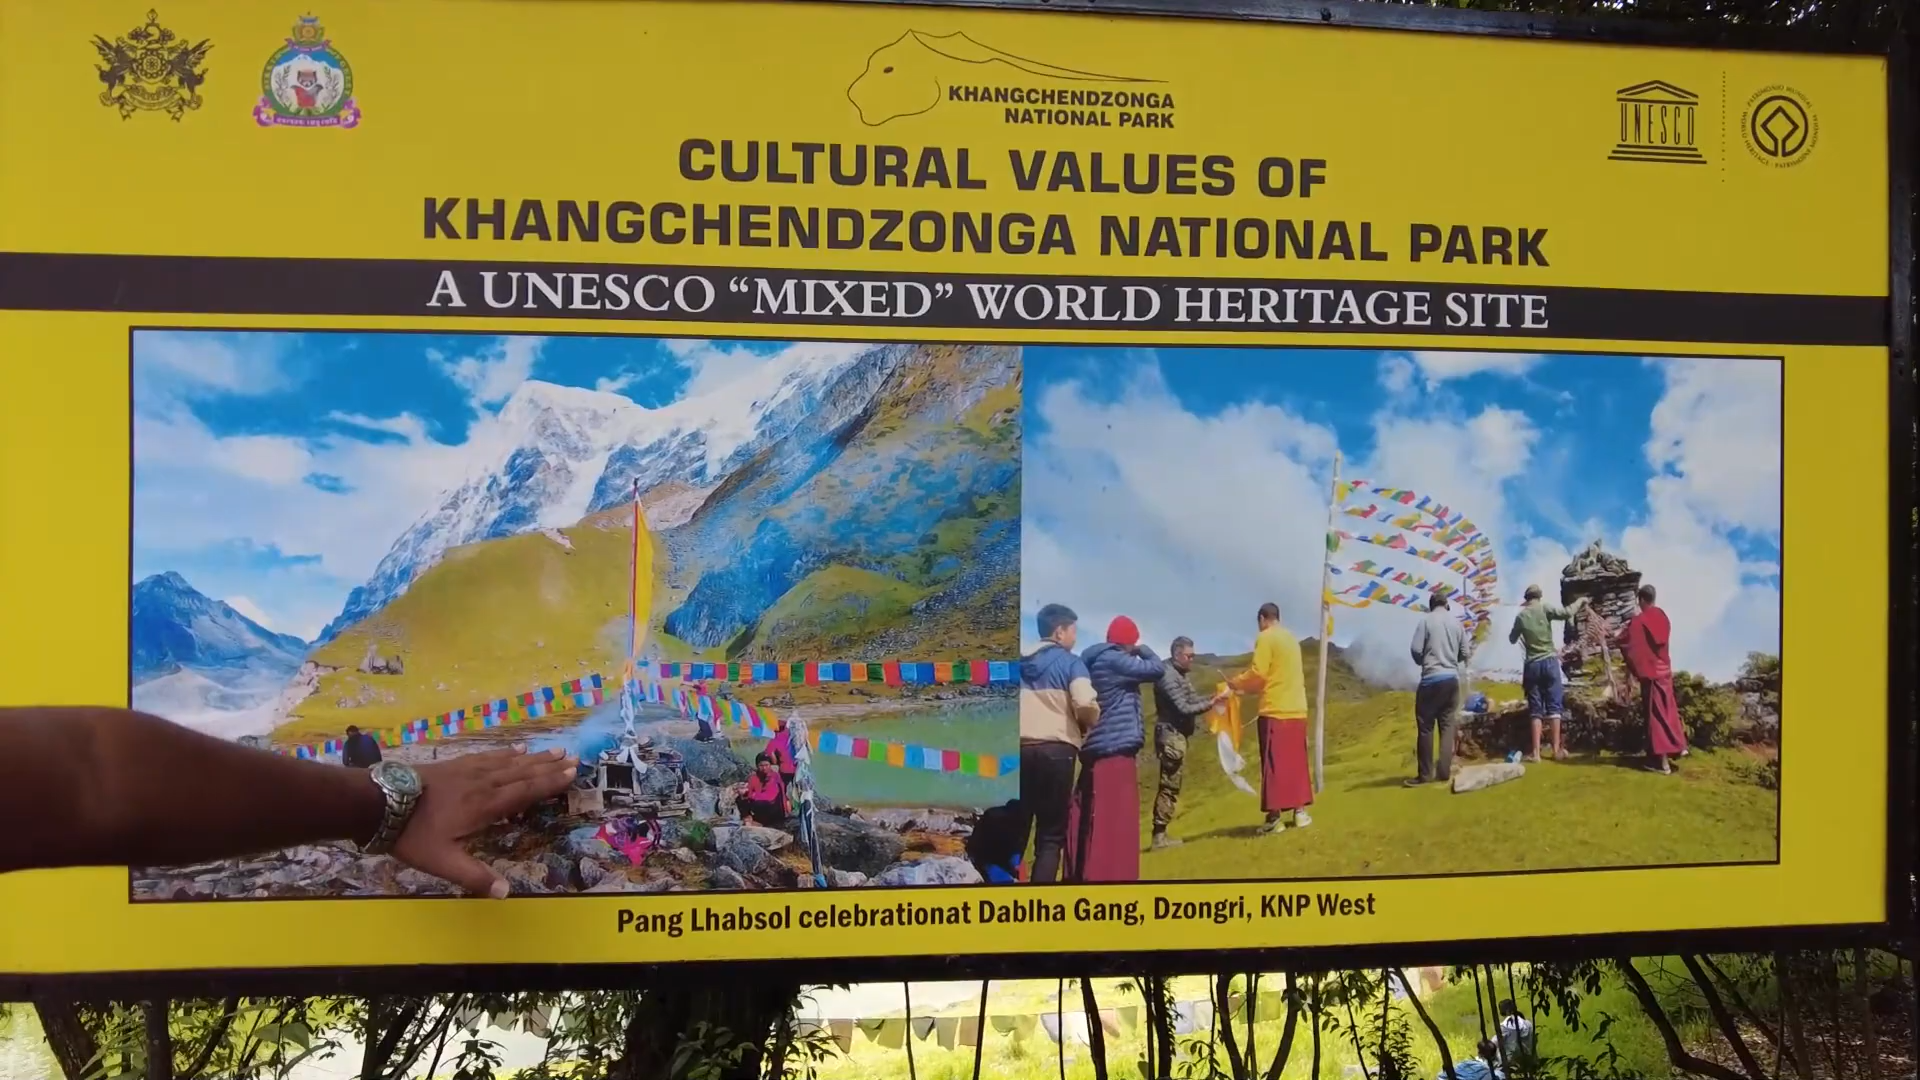 KHANGCHENDZONGA
NATIONAL PARK
UNESCO
CULTURAL VALUES OF
KHANGCHENDZONGA NATIONAL PARK
A UNESCO “MIXED” WORLD HERITAGE SITE
Pang Lhabsol celebrationat Dablha Gang, Dzongri, KNP West